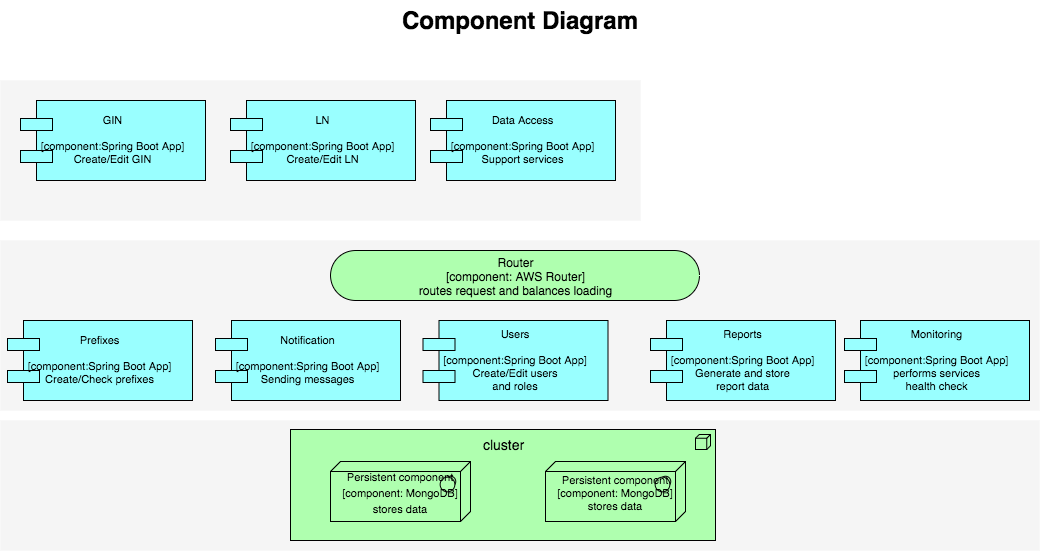 Component Diagram
GIN
[component:Spring Boot App]
Create/Edit GIN
LN
[component:Spring Boot App]
Create/Edit LN
Data Access
[component:Spring Boot App]
Support services
Router
[component: AWS Router]
routes request and balances loading
Prefixes
[component:Spring Boot App]
Create/Check prefixes
Notification
[component:Spring Boot App]
Sending messages
Users
[component:Spring Boot App]
Create/Edit users
and roles
Reports
[component:Spring Boot App]
Generate and store
report data
Monitoring
[component:Spring Boot App]
performs services
health check
cluster
Persistent component
[component: MongoDB]
stores data
Persistent component
[component: MongoDB]
stores data